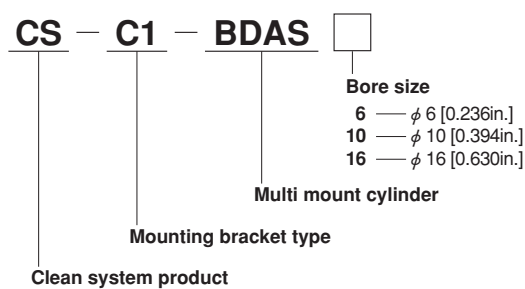 CS — C1 — BDAS □
Bore size
6 — φ 6 [0.236in.]
10 — φ 10 [0.394in.]
16 — φ 16 [0.630in.]
Multi mount cylinder
Mounting bracket type
Clean system product